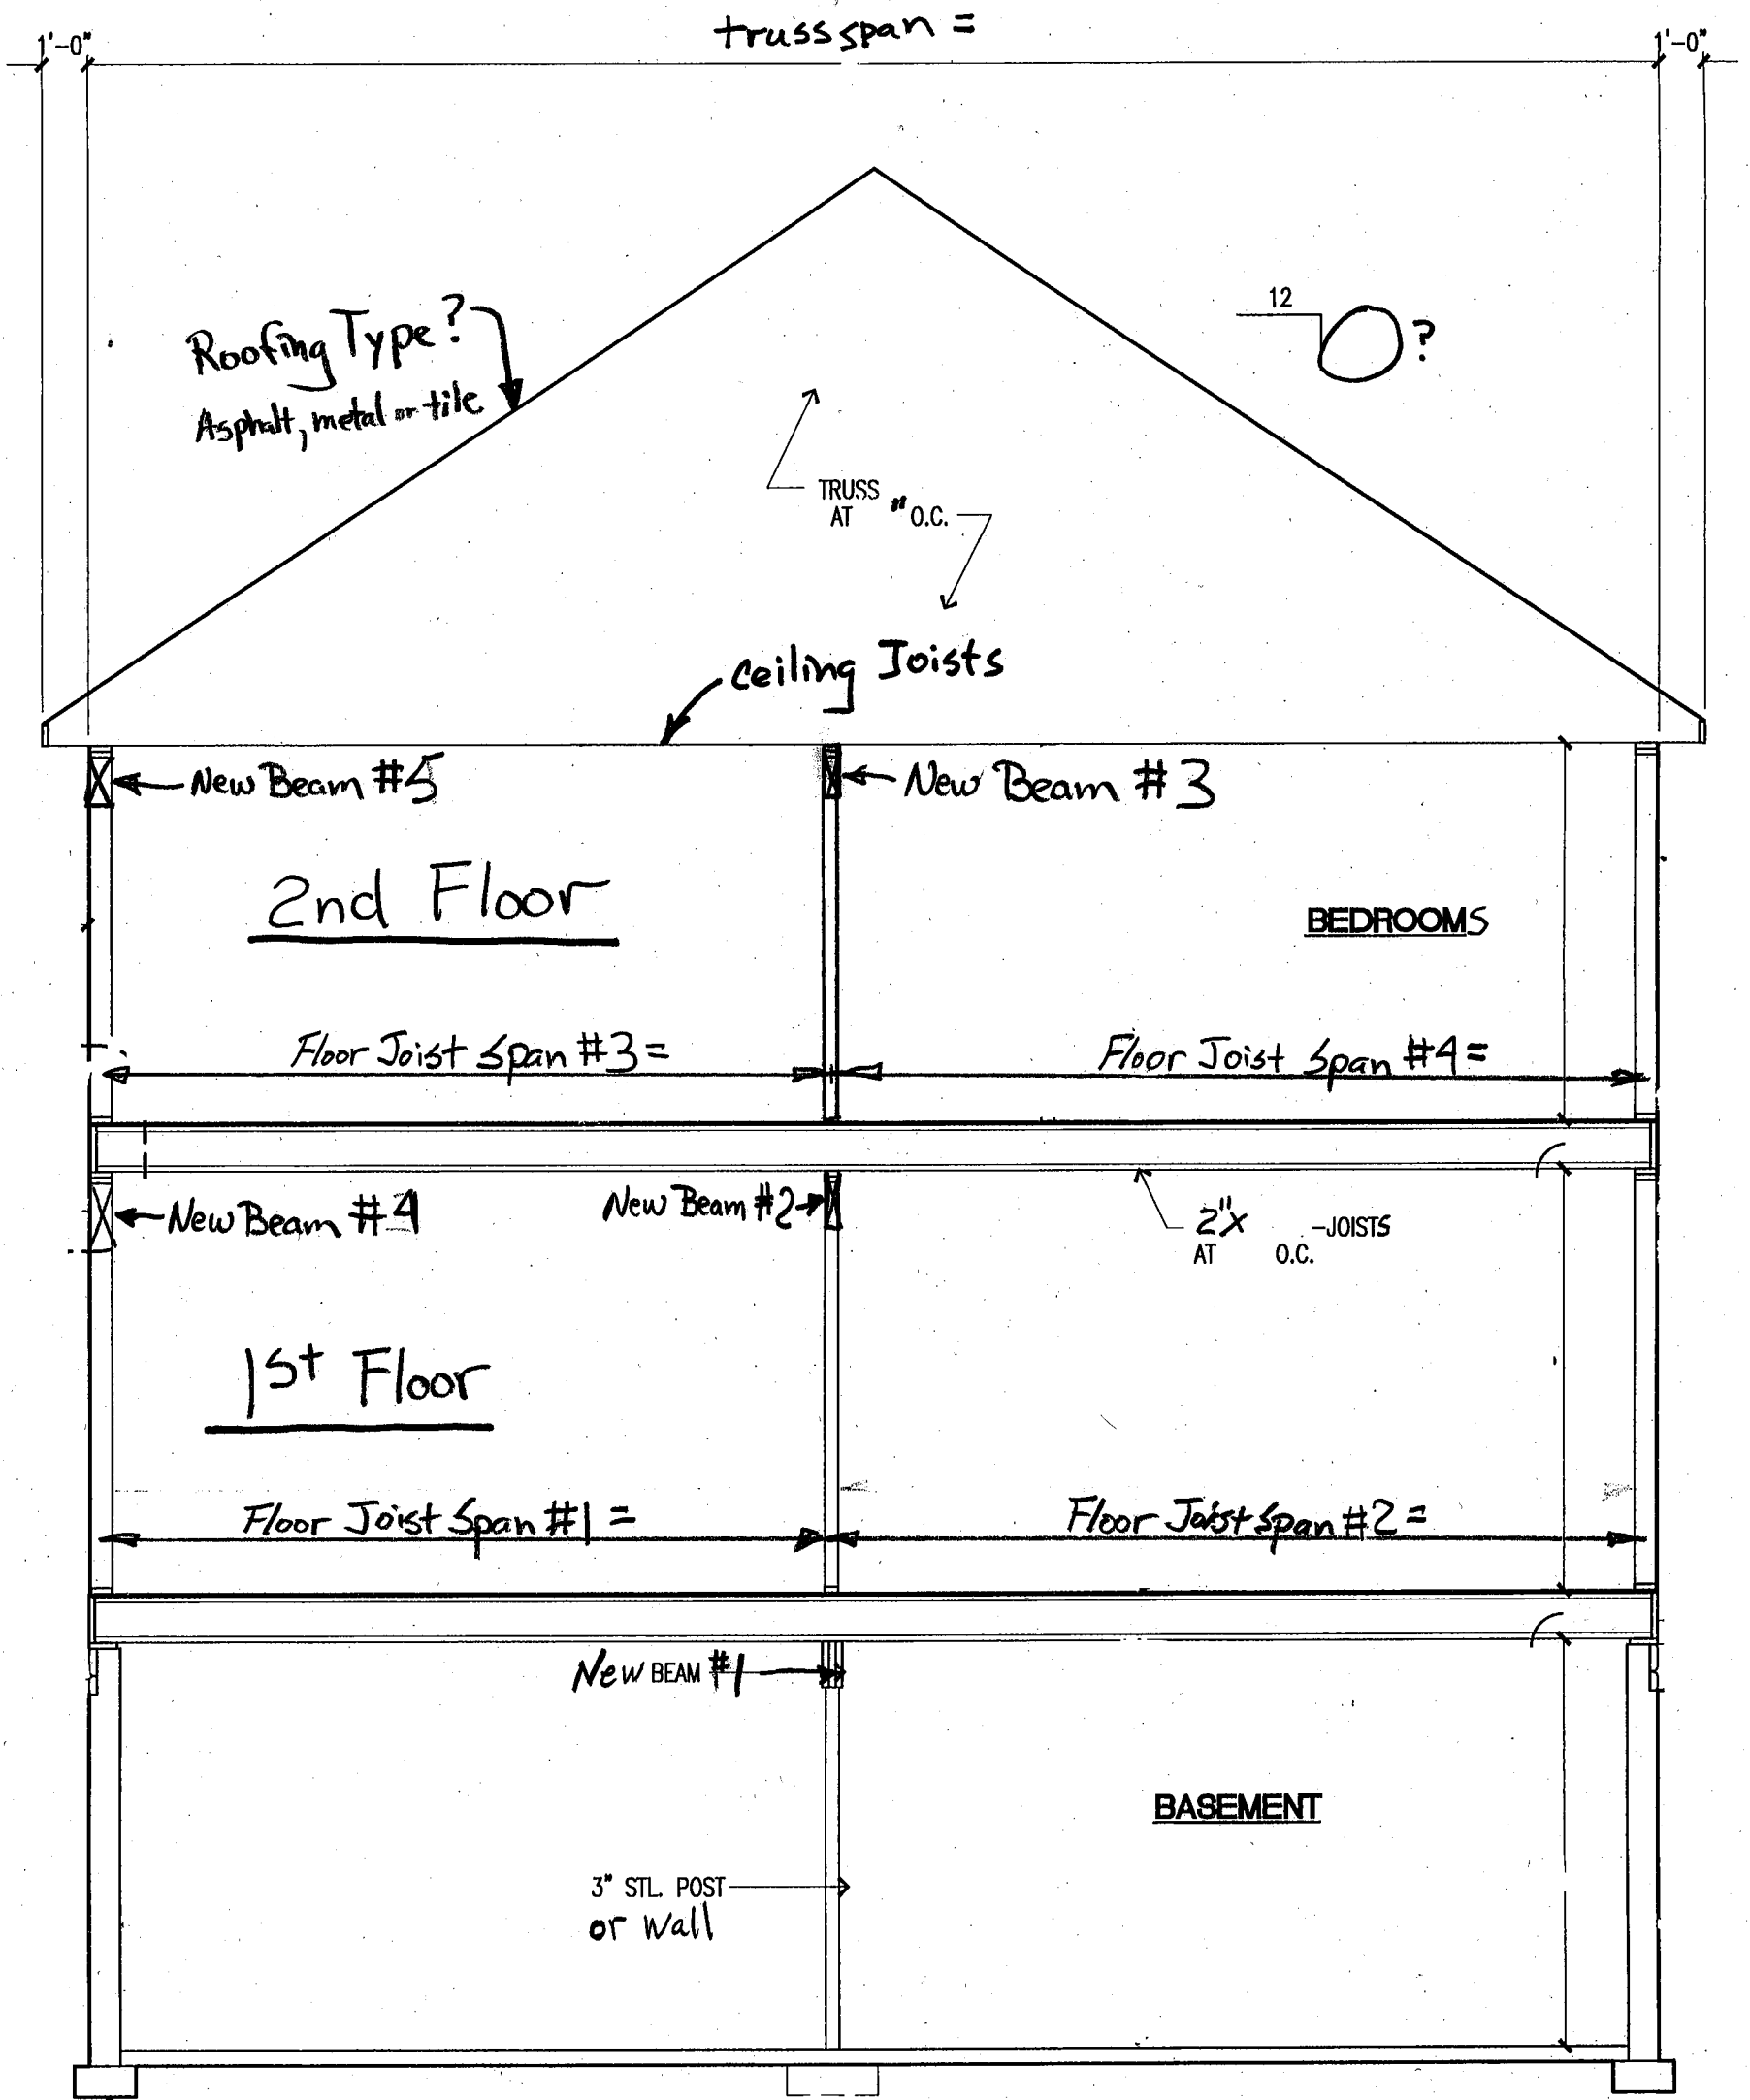 truss span =
1'-0"
1'-0"
12
?
Roofing Type?
Asphalt, metal or tile
TRUSS
AT " O.C.
ceiling Joists
New Beam #5
New Beam #3
2nd Floor
BEDROOMS
Floor Joist Span #3 =
Floor Joist Span #4 =
New Beam #4
New Beam #2
2"x -JOISTS
AT O.C.
1st Floor
Floor Joist Span #1 =
Floor Joist Span #2 =
New BEAM #1
BASEMENT
3" STL. POST
or Wall